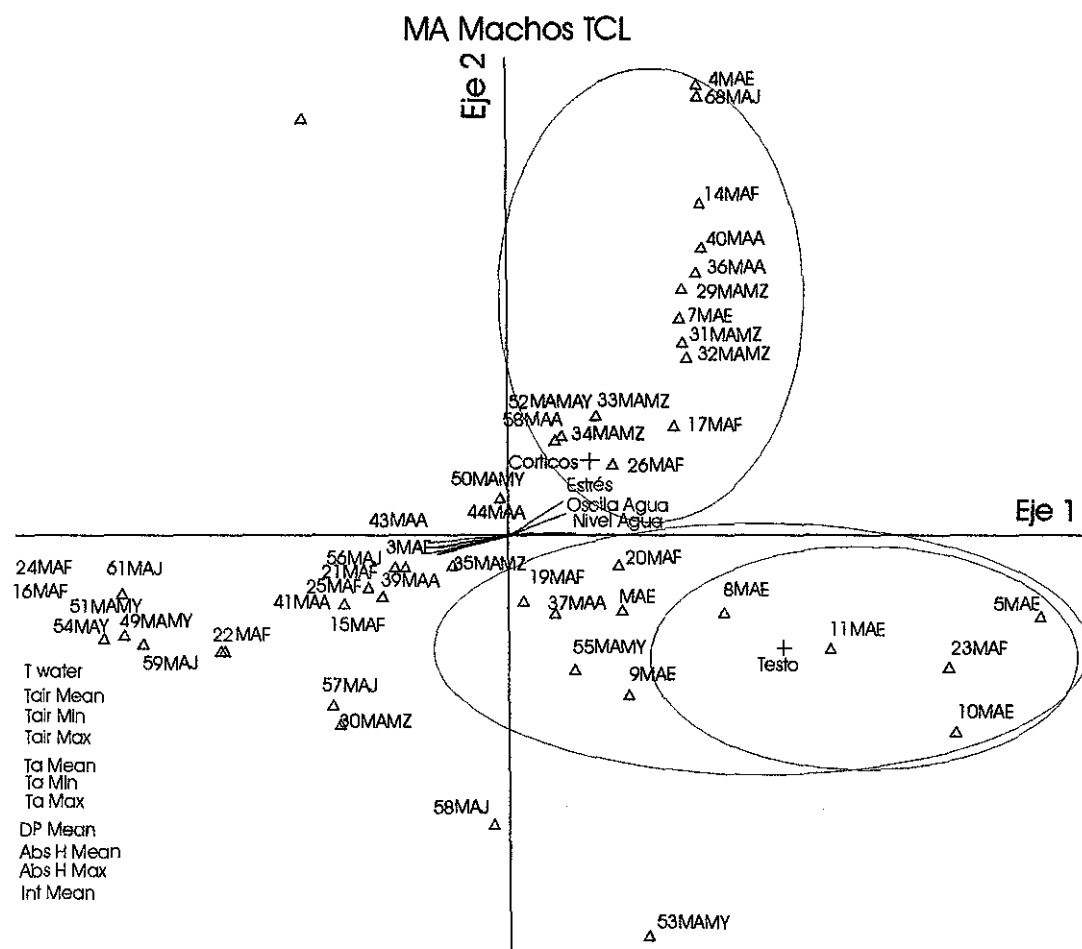 MA Machos TCL
Eje 2
4MAE
68MAJ
14MAF
40MAA
36MAA
29MAMZ
7MAE
31MAMZ
32MAMZ
52MAMAY
33MAMZ
58MAA
34MAMZ
17MAF
Corticos
26MAF
50MAMY
Estrés
44MAA
Oscila Agua
Nivel Agua
Eje 1
43MAA
3MAE
56MAJ
21MAF
35MAMZ
20MAF
24MAF
61MAJ
16MAF
25MAF
39MAA
19MAF
51MAMY
41MAA
37MAA
MAE
8MAE
5MAE
54MAY
49MAMY
22MAF
15MAF
11MAE
59MAJ
55MAMY
Testo
23MAF
T water
9MAE
Tair Mean
57MAJ
Tair Min
30MAMZ
10MAE
Tair Max
Ta Mean
Ta Min
Ta Max
58MAJ
DP Mean
Abs H Mean
Abs H Max
Int Mean
53MAMY